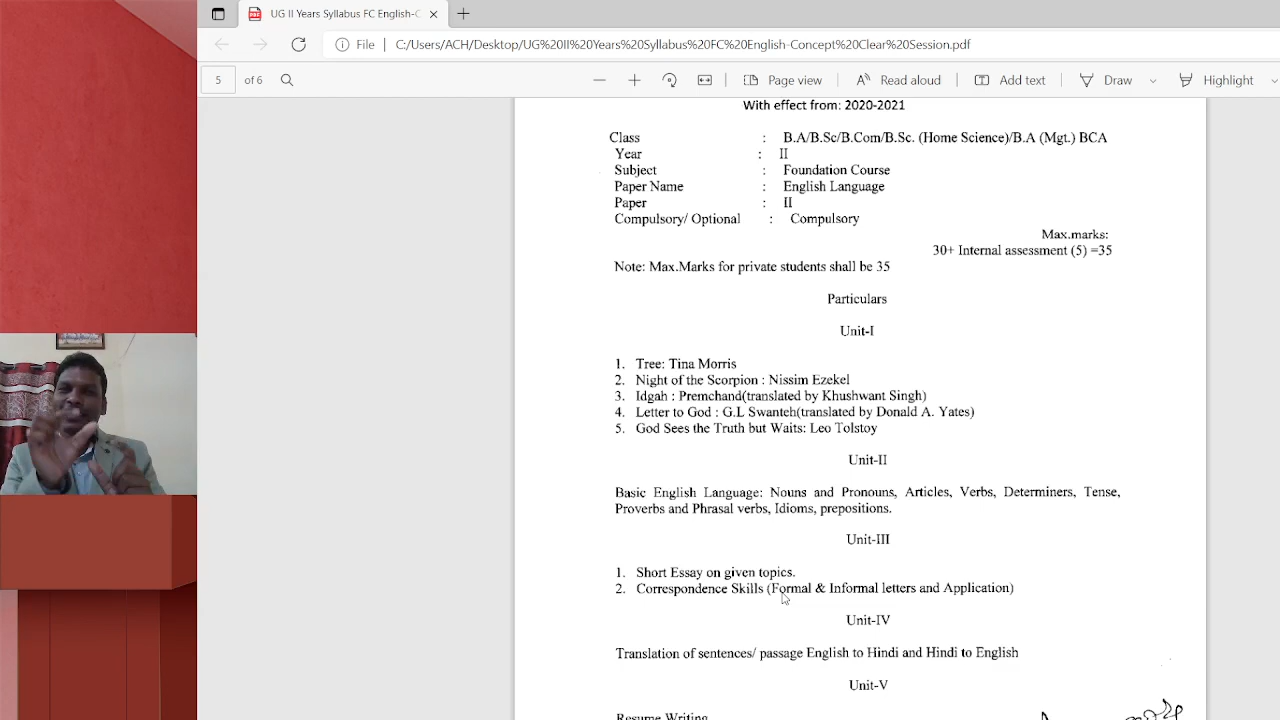 UG II Years Syllabus FC English-C
File C:/Users/ACH/Desktop/UG%20II%20Years%20Syllabus%20FC%20English-Concept%20Clear%20Session.pdf
5 of 6 Page view Read aloud Add text Draw Highlight
With effect from: 2020-2021
Class : B.A/B.Sc/B.Com/B.Sc. (Home Science)/B.A (Mgt.) BCA
Year : II
Subject : Foundation Course
Paper Name : English Language
Paper : II
Compulsory/ Optional : Compulsory
Max.marks:
30+ Internal assessment (5) =35
Note: Max.Marks for private students shall be 35
Particulars
Unit-I
1. Tree: Tina Morris
2. Night of the Scorpion : Nissim Ezekel
3. Idgah : Premchand(translated by Khushwant Singh)
4. Letter to God : G.L Swanteh(translated by Donald A. Yates)
5. God Sees the Truth but Waits: Leo Tolstoy
Unit-II
Basic English Language: Nouns and Pronouns, Articles, Verbs, Determiners, Tense,
Proverbs and Phrasal verbs, Idioms, prepositions.
Unit-III
1. Short Essay on given topics.
2. Correspondence Skills (Formal & Informal letters and Application)
Unit-IV
Translation of sentences/ passage English to Hindi and Hindi to English
Unit-V
Resume Writing